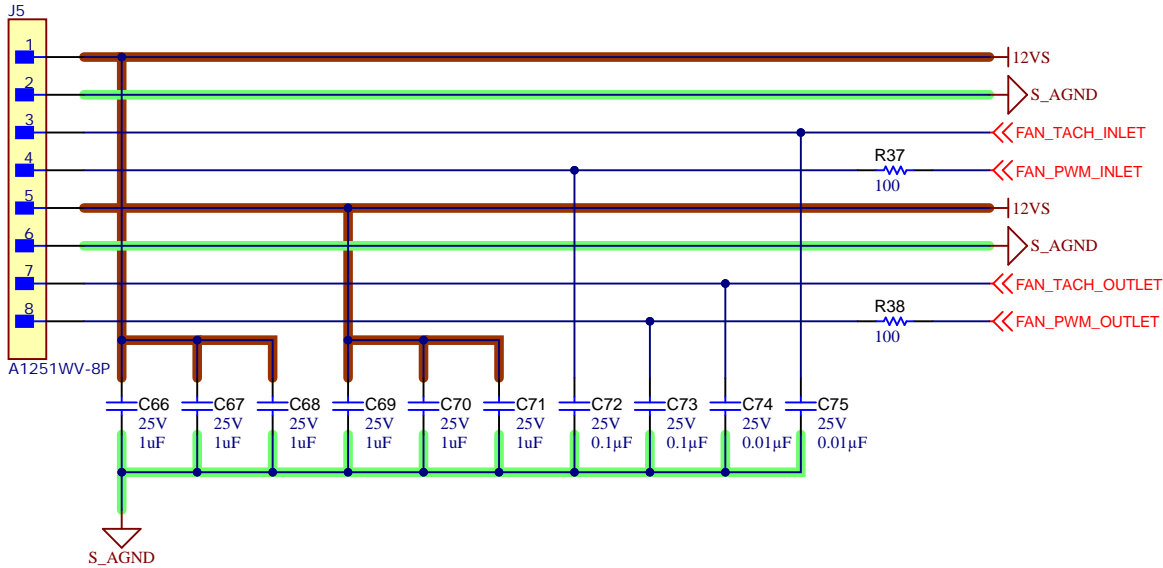 J5
1
12VS
2
S_AGND
3
FAN_TACH_INLET
4
R37
100
FAN_PWM_INLET
5
12VS
6
S_AGND
7
FAN_TACH_OUTLET
8
R38
100
FAN_PWM_OUTLET
A1251WV-8P
C66
25V
1uF
C67
25V
1uF
C68
25V
1uF
C69
25V
1uF
C70
25V
1uF
C71
25V
1uF
C72
25V
0.1µF
C73
25V
0.1µF
C74
25V
0.01µF
C75
25V
0.01µF
S_AGND